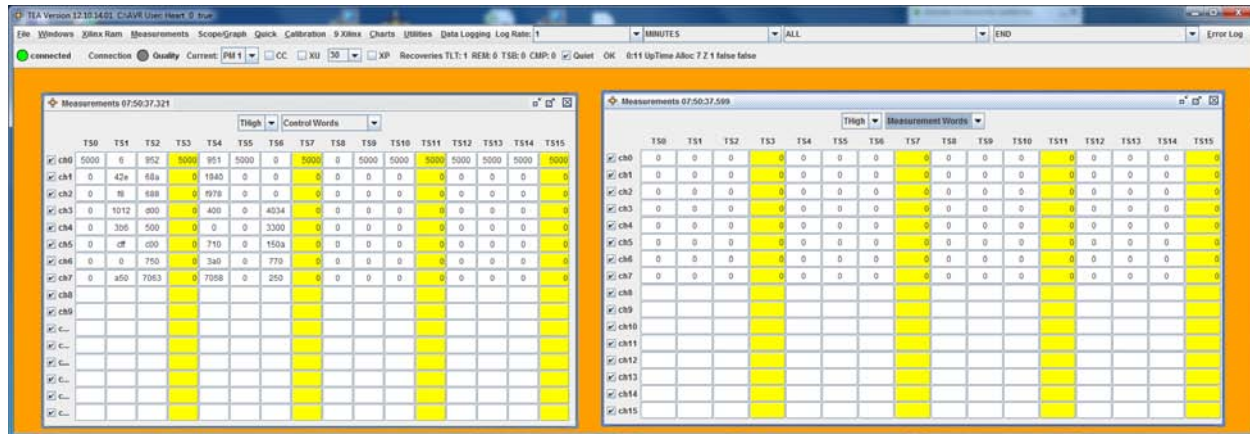 TEA Version 12.10.14.01 C:\AVR User: Heart 0 true
File Windows Xilinx Ram Measurements Scope/Graph Quick Calibration 9 Xilinx Charts Utilities Data Logging Log Rate: 1 MINUTES ALL END Error Log
connected Connection Quality Current: PM 1 CC XU 30 XP Recoveries TLT: 1 REM: 0 TSB: 0 CMP: 0 Quiet OK 0:11 UpTime Alloc 7 Z 1 false false
Measurements 07:50:37.321
THigh Control Words
TS0 TS1 TS2 TS3 TS4 TS5 TS6 TS7 TS8 TS9 TS10 TS11 TS12 TS13 TS14 TS15
ch0 5000 6 952 5000 951 5000 0 5000 0 5000 5000 5000 5000 5000 5000 5000
ch1 0 42e 68a 0 1940 0 0 0 0 0 0 0 0 0 0 0
ch2 0 f8 688 0 f978 0 0 0 0 0 0 0 0 0 0 0
ch3 0 1012 d00 0 400 0 4034 0 0 0 0 0 0 0 0 0
ch4 0 3b6 500 0 0 0 3300 0 0 0 0 0 0 0 0 0
ch5 0 cff c00 0 710 0 150a 0 0 0 0 0 0 0 0 0
ch6 0 0 750 0 3a0 0 770 0 0 0 0 0 0 0 0 0
ch7 0 a50 7063 0 7058 0 250 0 0 0 0 0 0 0 0 0
ch8
ch9
c...
c...
c...
c...
c...
c...
Measurements 07:50:37.599
THigh Measurement Words
TS0 TS1 TS2 TS3 TS4 TS5 TS6 TS7 TS8 TS9 TS10 TS11 TS12 TS13 TS14 TS15
ch0 0 0 0 0 0 0 0 0 0 0 0 0 0 0 0 0
ch1 0 0 0 0 0 0 0 0 0 0 0 0 0 0 0 0
ch2 0 0 0 0 0 0 0 0 0 0 0 0 0 0 0 0
ch3 0 0 0 0 0 0 0 0 0 0 0 0 0 0 0 0
ch4 0 0 0 0 0 0 0 0 0 0 0 0 0 0 0 0
ch5 0 0 0 0 0 0 0 0 0 0 0 0 0 0 0 0
ch6 0 0 0 0 0 0 0 0 0 0 0 0 0 0 0 0
ch7 0 0 0 0 0 0 0 0 0 0 0 0 0 0 0 0
ch8
ch9
ch10
ch11
ch12
ch13
ch14
ch15